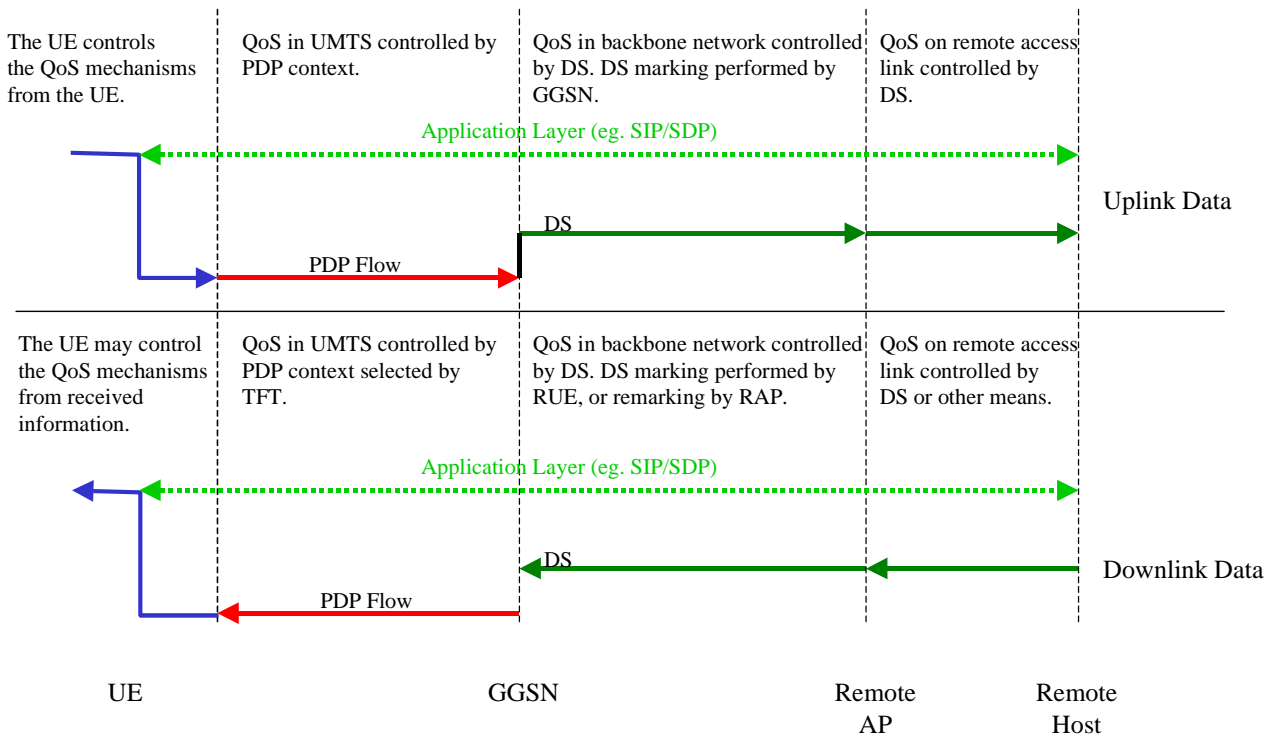 The UE controls
the QoS mechanisms
from the UE.
QoS in UMTS controlled by
PDP context.
QoS in backbone network controlled
by DS. DS marking performed by
GGSN.
QoS on remote access
link controlled by
DS.
Application Layer (eg. SIP/SDP)
Uplink Data
DS
PDP Flow
The UE may control
the QoS mechanisms
from received
information.
QoS in UMTS controlled by
PDP context selected by
TFT.
QoS in backbone network controlled
by DS. DS marking performed by
RUE, or remarking by RAP.
QoS on remote access
link controlled by
DS or other means.
Application Layer (eg. SIP/SDP)
DS
Downlink Data
PDP Flow
UE
GGSN
Remote
AP
Remote
Host